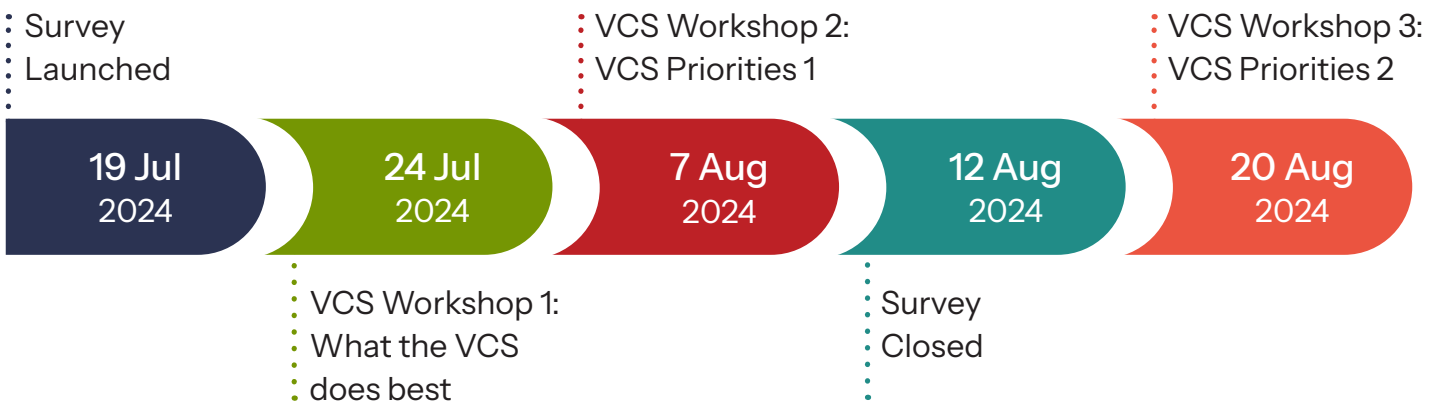 Survey
Launched
VCS Workshop 2:
VCS Priorities 1
VCS Workshop 3:
VCS Priorities 2
19 Jul
2024
24 Jul
2024
7 Aug
2024
12 Aug
2024
20 Aug
2024
VCS Workshop 1:
What the VCS
does best
Survey
Closed